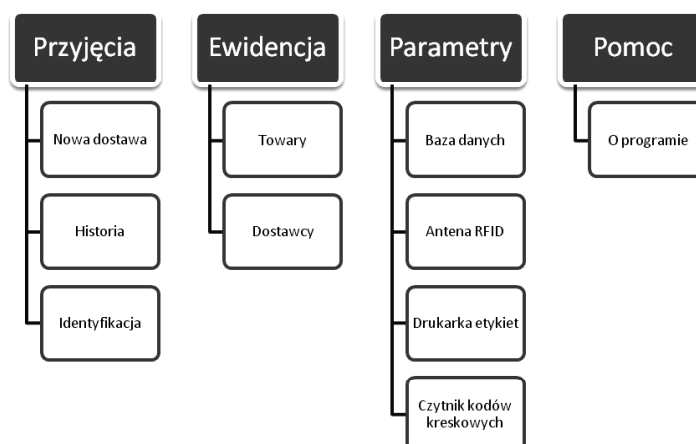 Przyjęcia
Nowa dostawa
Historia
Identyfikacja
Ewidencja
Towary
Dostawcy
Parametry
Baza danych
Antena RFID
Drukarka etykiet
Czytnik kodów
kreskowych
Pomoc
O programie